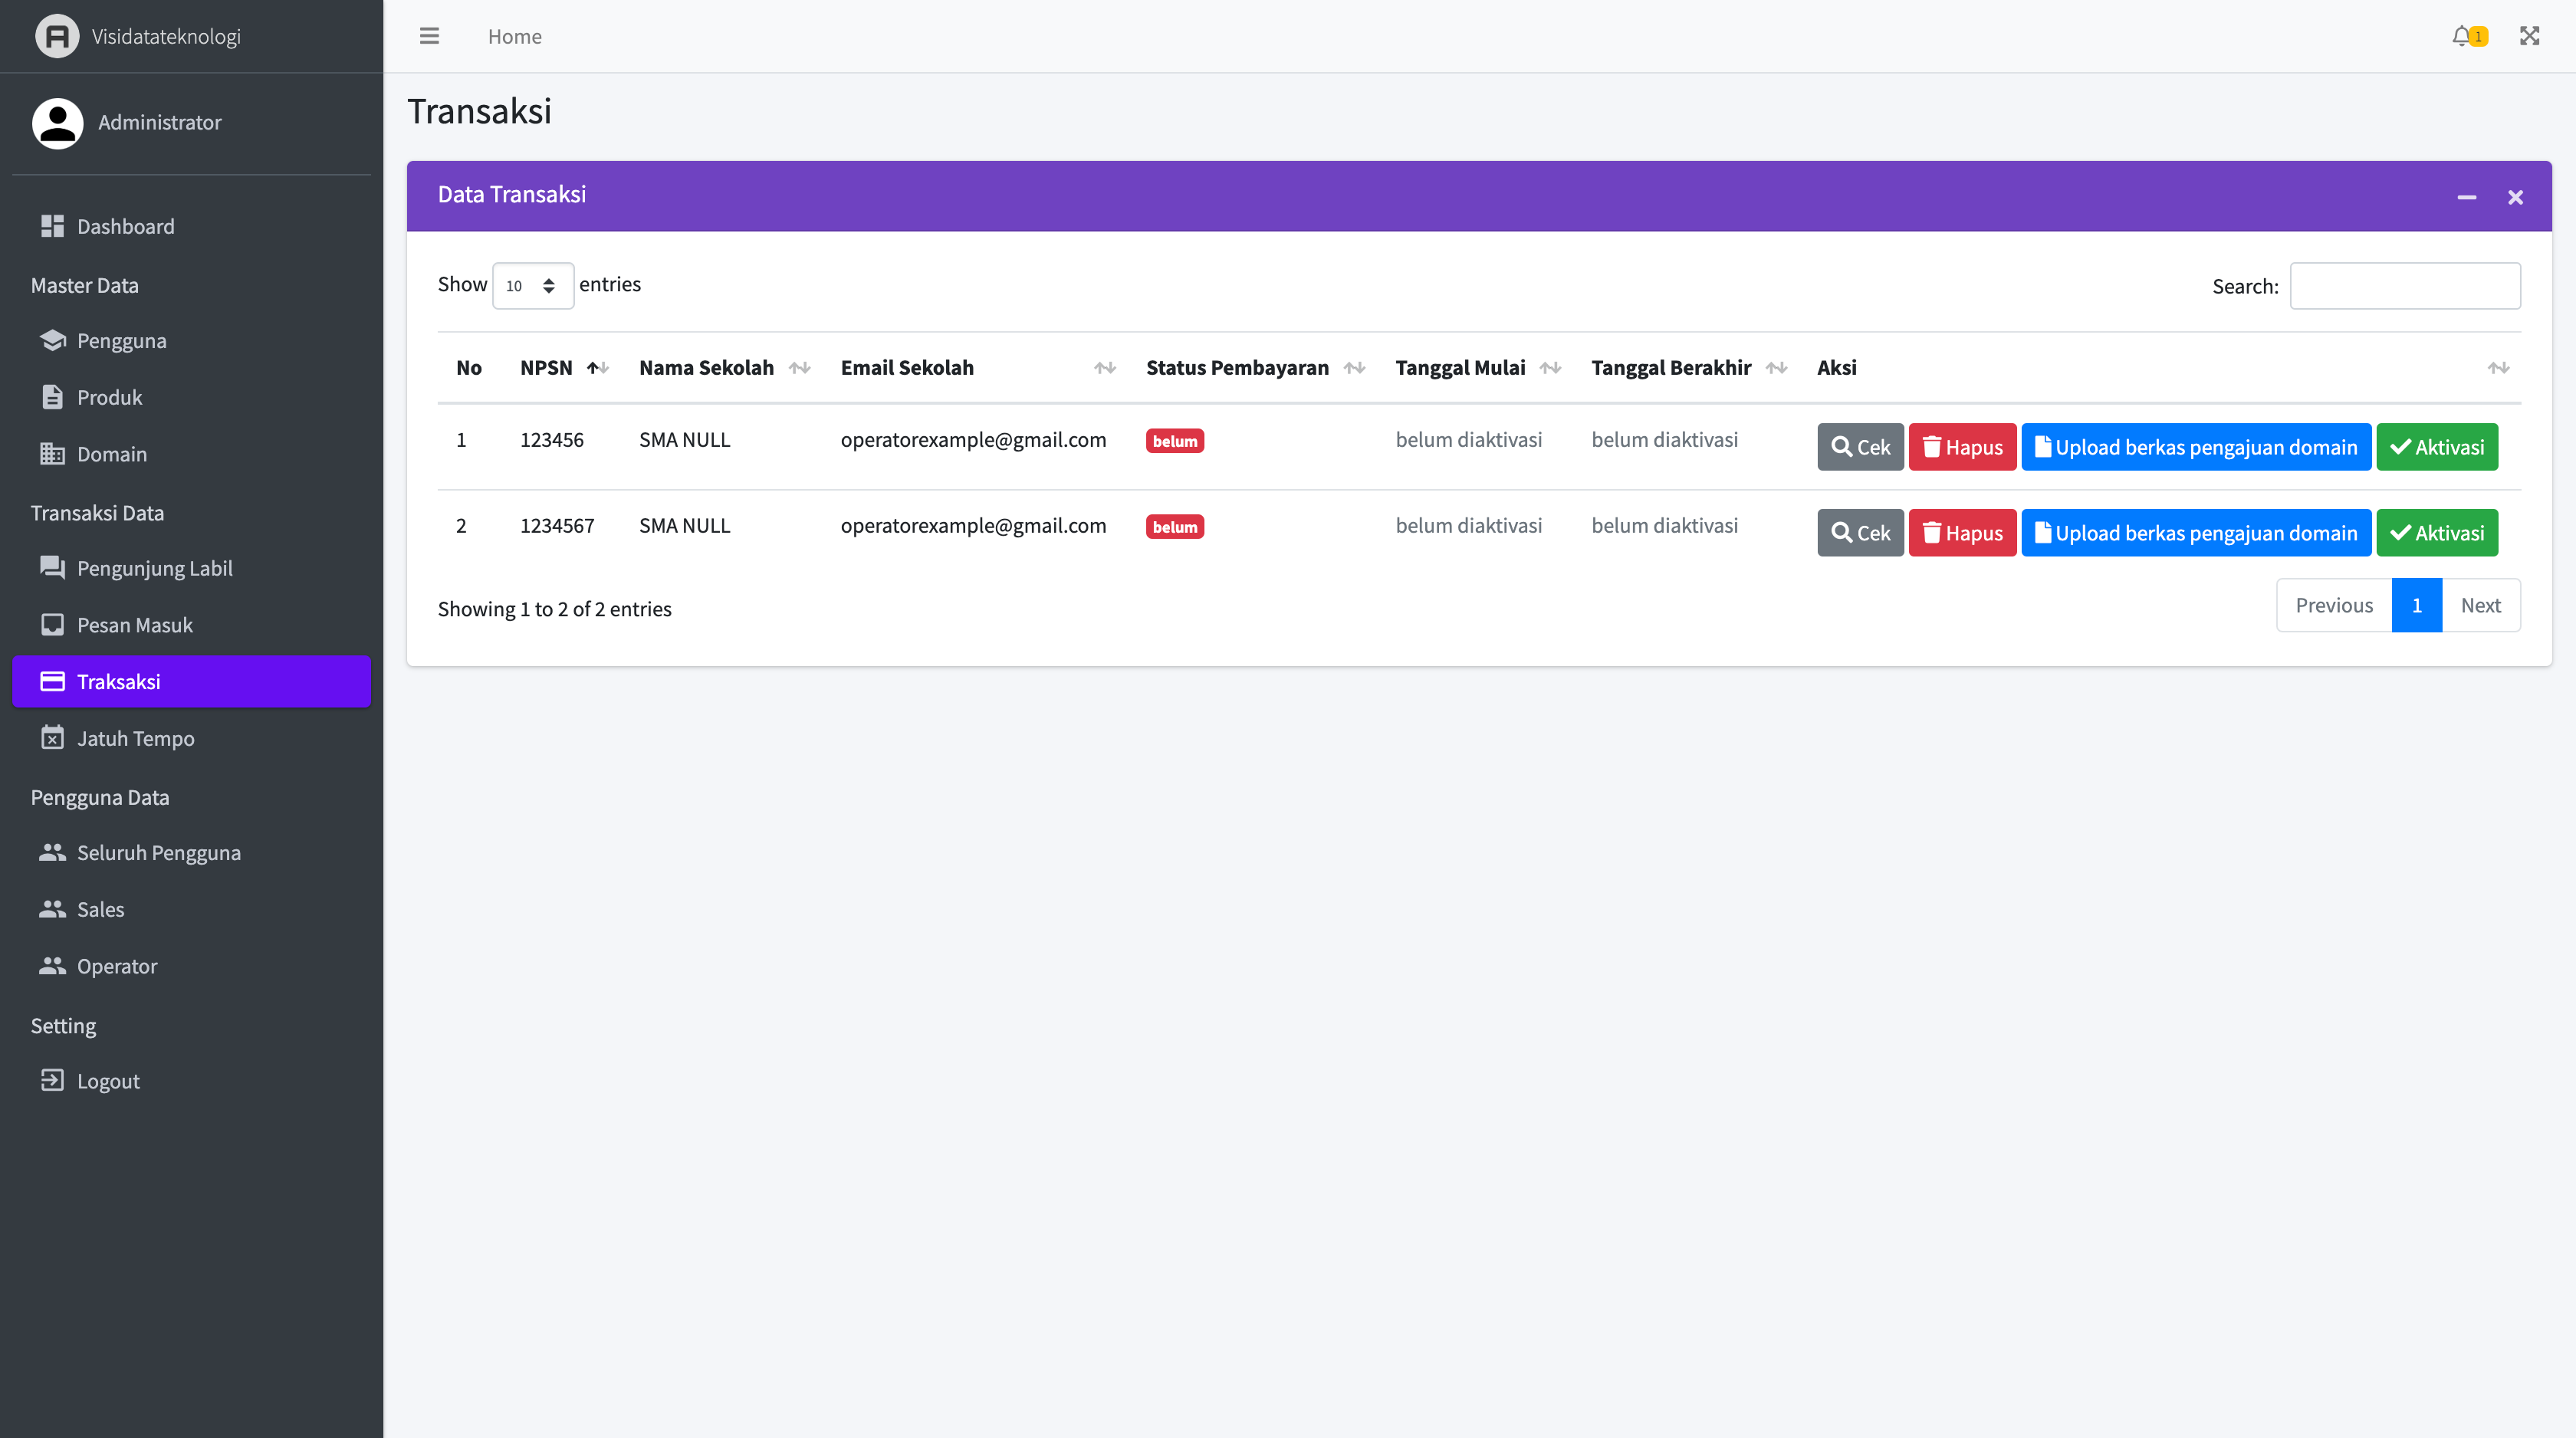 Visidatateknologi
Home
1
Administrator
Transaksi
Data Transaksi
Dashboard
Master Data
Pengguna
Produk
Domain
Transaksi Data
Pengunjung Labil
Pesan Masuk
Traksaksi
Jatuh Tempo
Pengguna Data
Seluruh Pengguna
Sales
Operator
Setting
Logout
Show 10 entries
Search:
No NPSN Nama Sekolah Email Sekolah Status Pembayaran Tanggal Mulai Tanggal Berakhir Aksi
1 123456 SMA NULL operatorexample@gmail.com belum belum diaktivasi belum diaktivasi Cek Hapus Upload berkas pengajuan domain Aktivasi
2 1234567 SMA NULL operatorexample@gmail.com belum belum diaktivasi belum diaktivasi Cek Hapus Upload berkas pengajuan domain Aktivasi
Showing 1 to 2 of 2 entries
Previous 1 Next